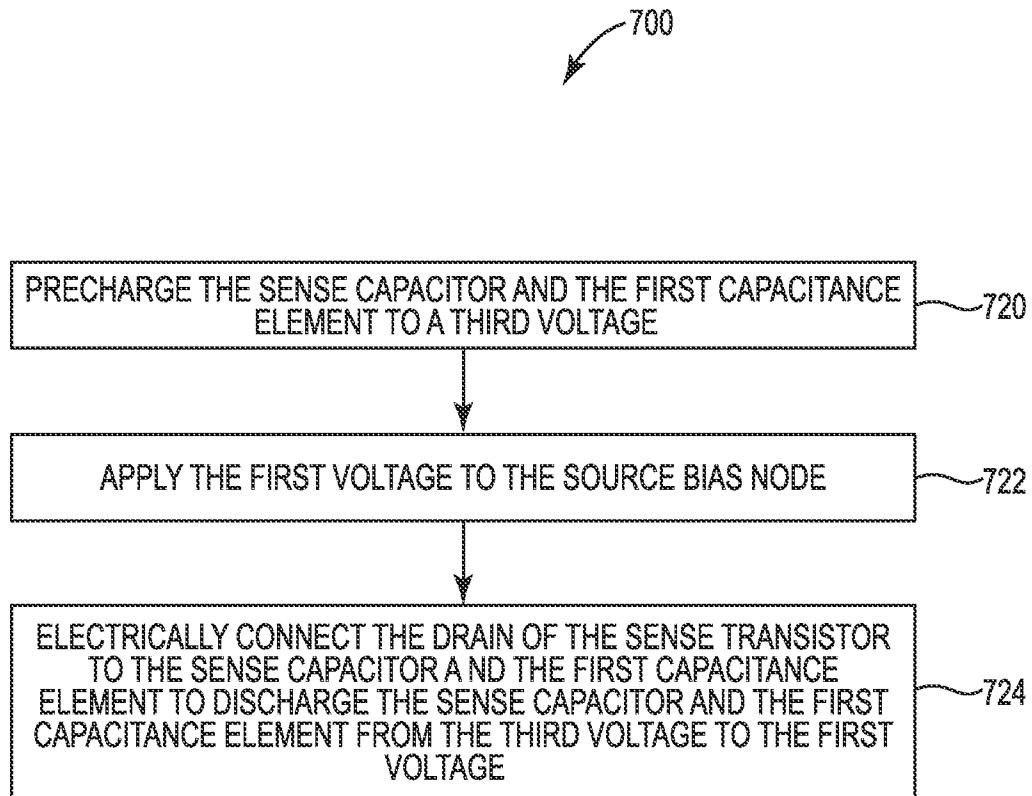 700
PRECHARGE THE SENSE CAPACITOR AND THE FIRST CAPACITANCE
ELEMENT TO A THIRD VOLTAGE
720
APPLY THE FIRST VOLTAGE TO THE SOURCE BIAS NODE
722
ELECTRICALLY CONNECT THE DRAIN OF THE SENSE TRANSISTOR
TO THE SENSE CAPACITOR A ND THE FIRST CAPACITANCE
ELEMENT TO DISCHARGE THE SENSE CAPACITOR AND THE FIRST
CAPACITANCE ELEMENT FROM THE THIRD VOLTAGE TO THE FIRST
VOLTAGE
724